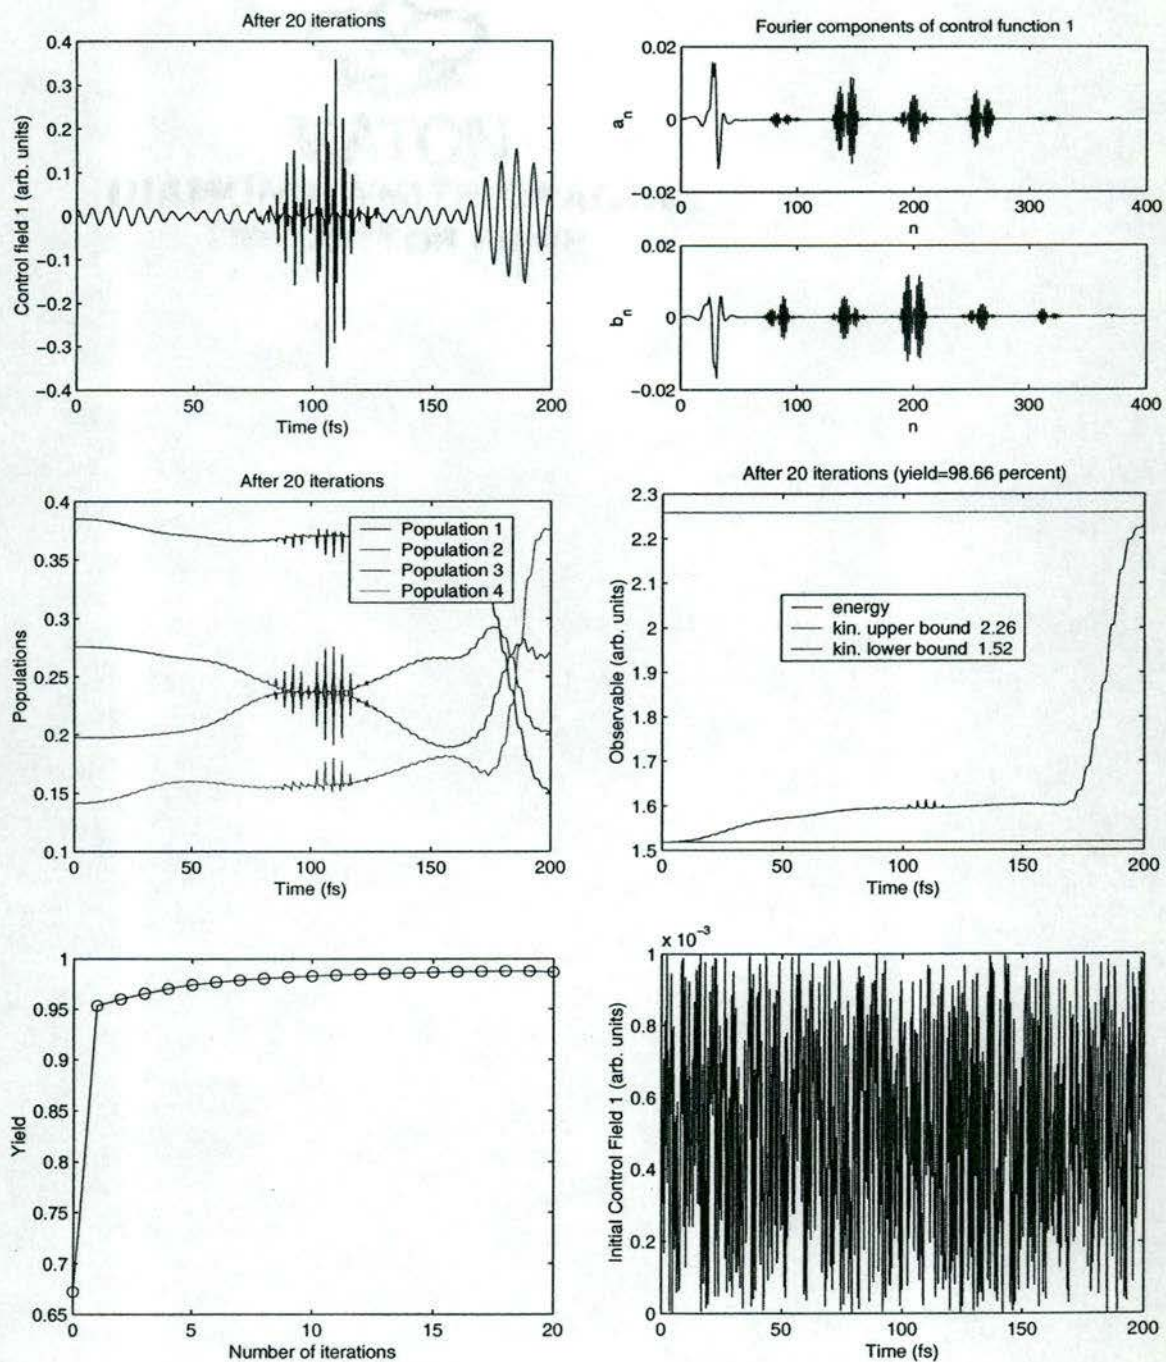 After 20 iterations
0.4
0.3
0.2
0.1
0
−0.1
−0.2
−0.3
−0.4
Control field 1 (arb. units)
0 50 100 150 200
Time (fs)
Fourier components of control function 1
0.02
0
−0.02
a_n
0 100 200 300 400
n
0.02
0
−0.02
b_n
0 100 200 300 400
n
After 20 iterations
0.4
0.35
0.3
0.25
0.2
0.15
0.1
Populations
Population 1
Population 2
Population 3
Population 4
0 50 100 150 200
Time (fs)
After 20 iterations (yield=98.66 percent)
2.3
2.2
2.1
2
1.9
1.8
1.7
1.6
1.5
Observable (arb. units)
energy
kin. upper bound 2.26
kin. lower bound 1.52
0 50 100 150 200
Time (fs)
1
0.95
0.9
0.85
0.8
0.75
0.7
0.65
Yield
0 5 10 15 20
Number of iterations
x 10⁻³
1
0.8
0.6
0.4
0.2
0
Initial Control Field 1 (arb. units)
0 50 100 150 200
Time (fs)